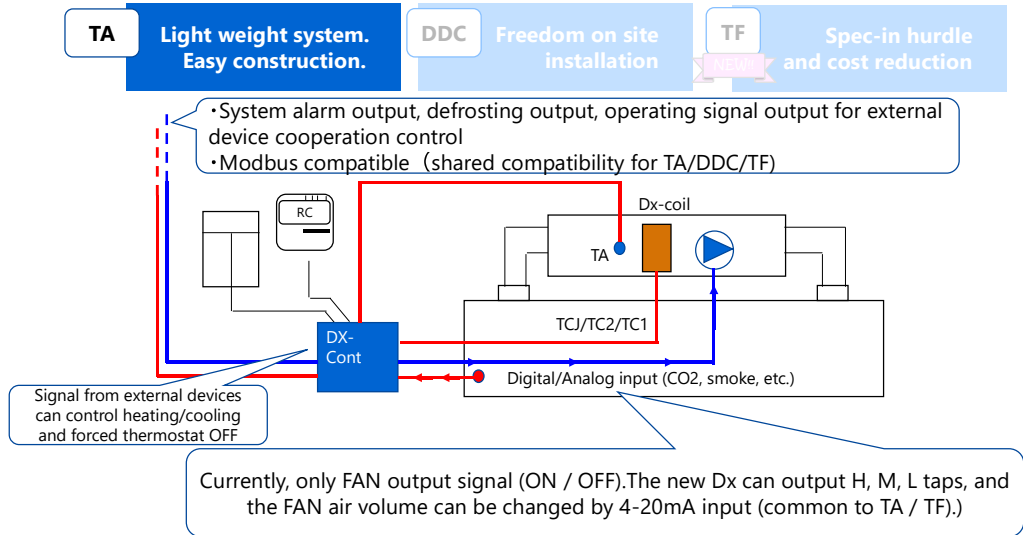 TA
Light weight system.
Easy construction.
DDC
Freedom on site
installation
TF
NEW!
Spec-in hurdle
and cost reduction
・System alarm output, defrosting output, operating signal output for external
device cooperation control
・Modbus compatible（shared compatibility for TA/DDC/TF)
RC
Dx-coil
TA
TCJ/TC2/TC1
DX-
Cont
Digital/Analog input (CO2, smoke, etc.)
Signal from external devices
can control heating/cooling
and forced thermostat OFF
Currently, only FAN output signal (ON / OFF).The new Dx can output H, M, L taps, and
the FAN air volume can be changed by 4-20mA input (common to TA / TF).)